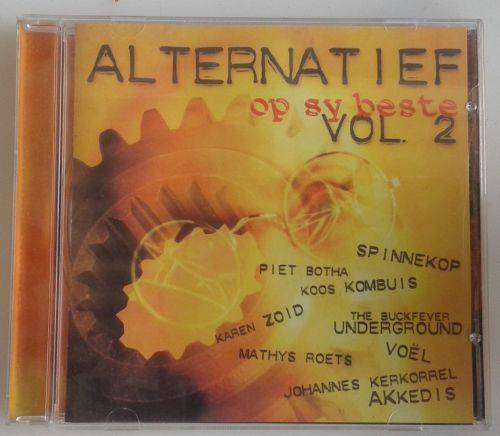 ALTERNATIEF
op sy beste
VOL. 2
SPINNEKOP
PIET BOTHA
KOOS KOMBUIS
KAREN ZOID
THE BUCKFEVER
UNDERGROUND
MATHYS ROETS
VOËL
JOHANNES KERKORREL
AKKEDIS